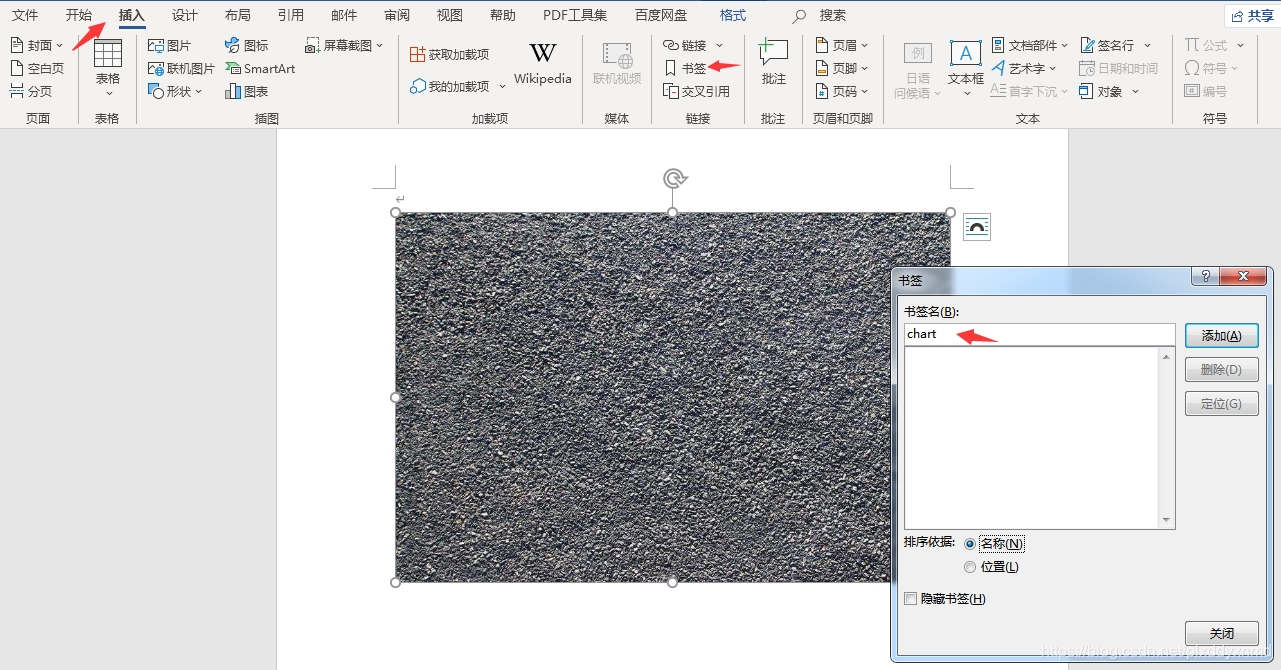 文件 开始 插入 设计 布局 引用 邮件 审阅 视图 帮助 PDF工具集 百度网盘 格式 搜索 共享
封面 图片 图标 屏幕截图 获取加载项 链接 页眉 文档部件 签名行 公式
空白页 表格 联机图片 SmartArt Wikipedia 联机视频 书签 批注 页脚 例 日语 问候语 A 文本框 艺术字 日期和时间 符号
分页 形状 图表 我的加载项 交叉引用 页码 首字下沉 对象 编号
页面 表格 插图 加载项 媒体 链接 批注 页眉和页脚 文本 符号
书签
书签名(B):
chart 添加(A)
删除(D)
定位(G)
排序依据: 名称(N)
位置(L)
隐藏书签(H)
关闭